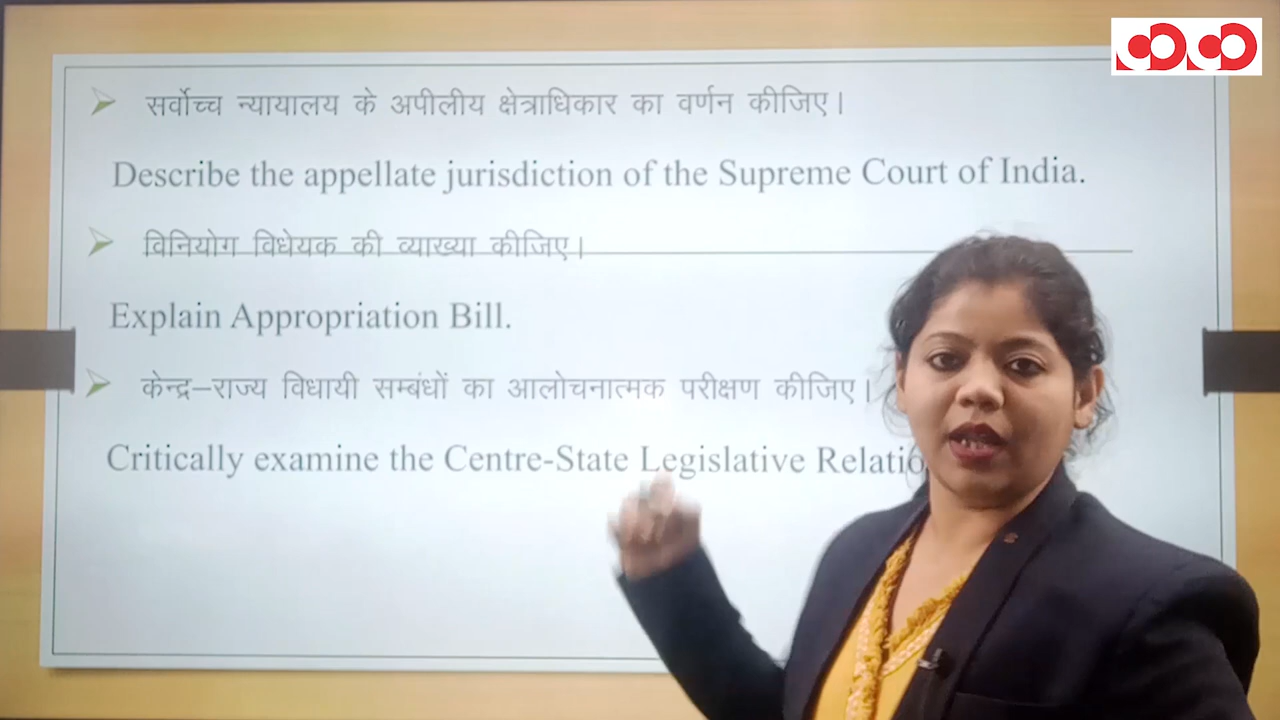 सर्वोच्च न्यायालय के अपीलीय क्षेत्राधिकार का वर्णन कीजिए।
Describe the appellate jurisdiction of the Supreme Court of India.
विनियोग विधेयक की व्याख्या कीजिए।
Explain Appropriation Bill.
केन्द्र–राज्य विधायी सम्बंधों का आलोचनात्मक परीक्षण कीजिए।
Critically examine the Centre-State Legislative